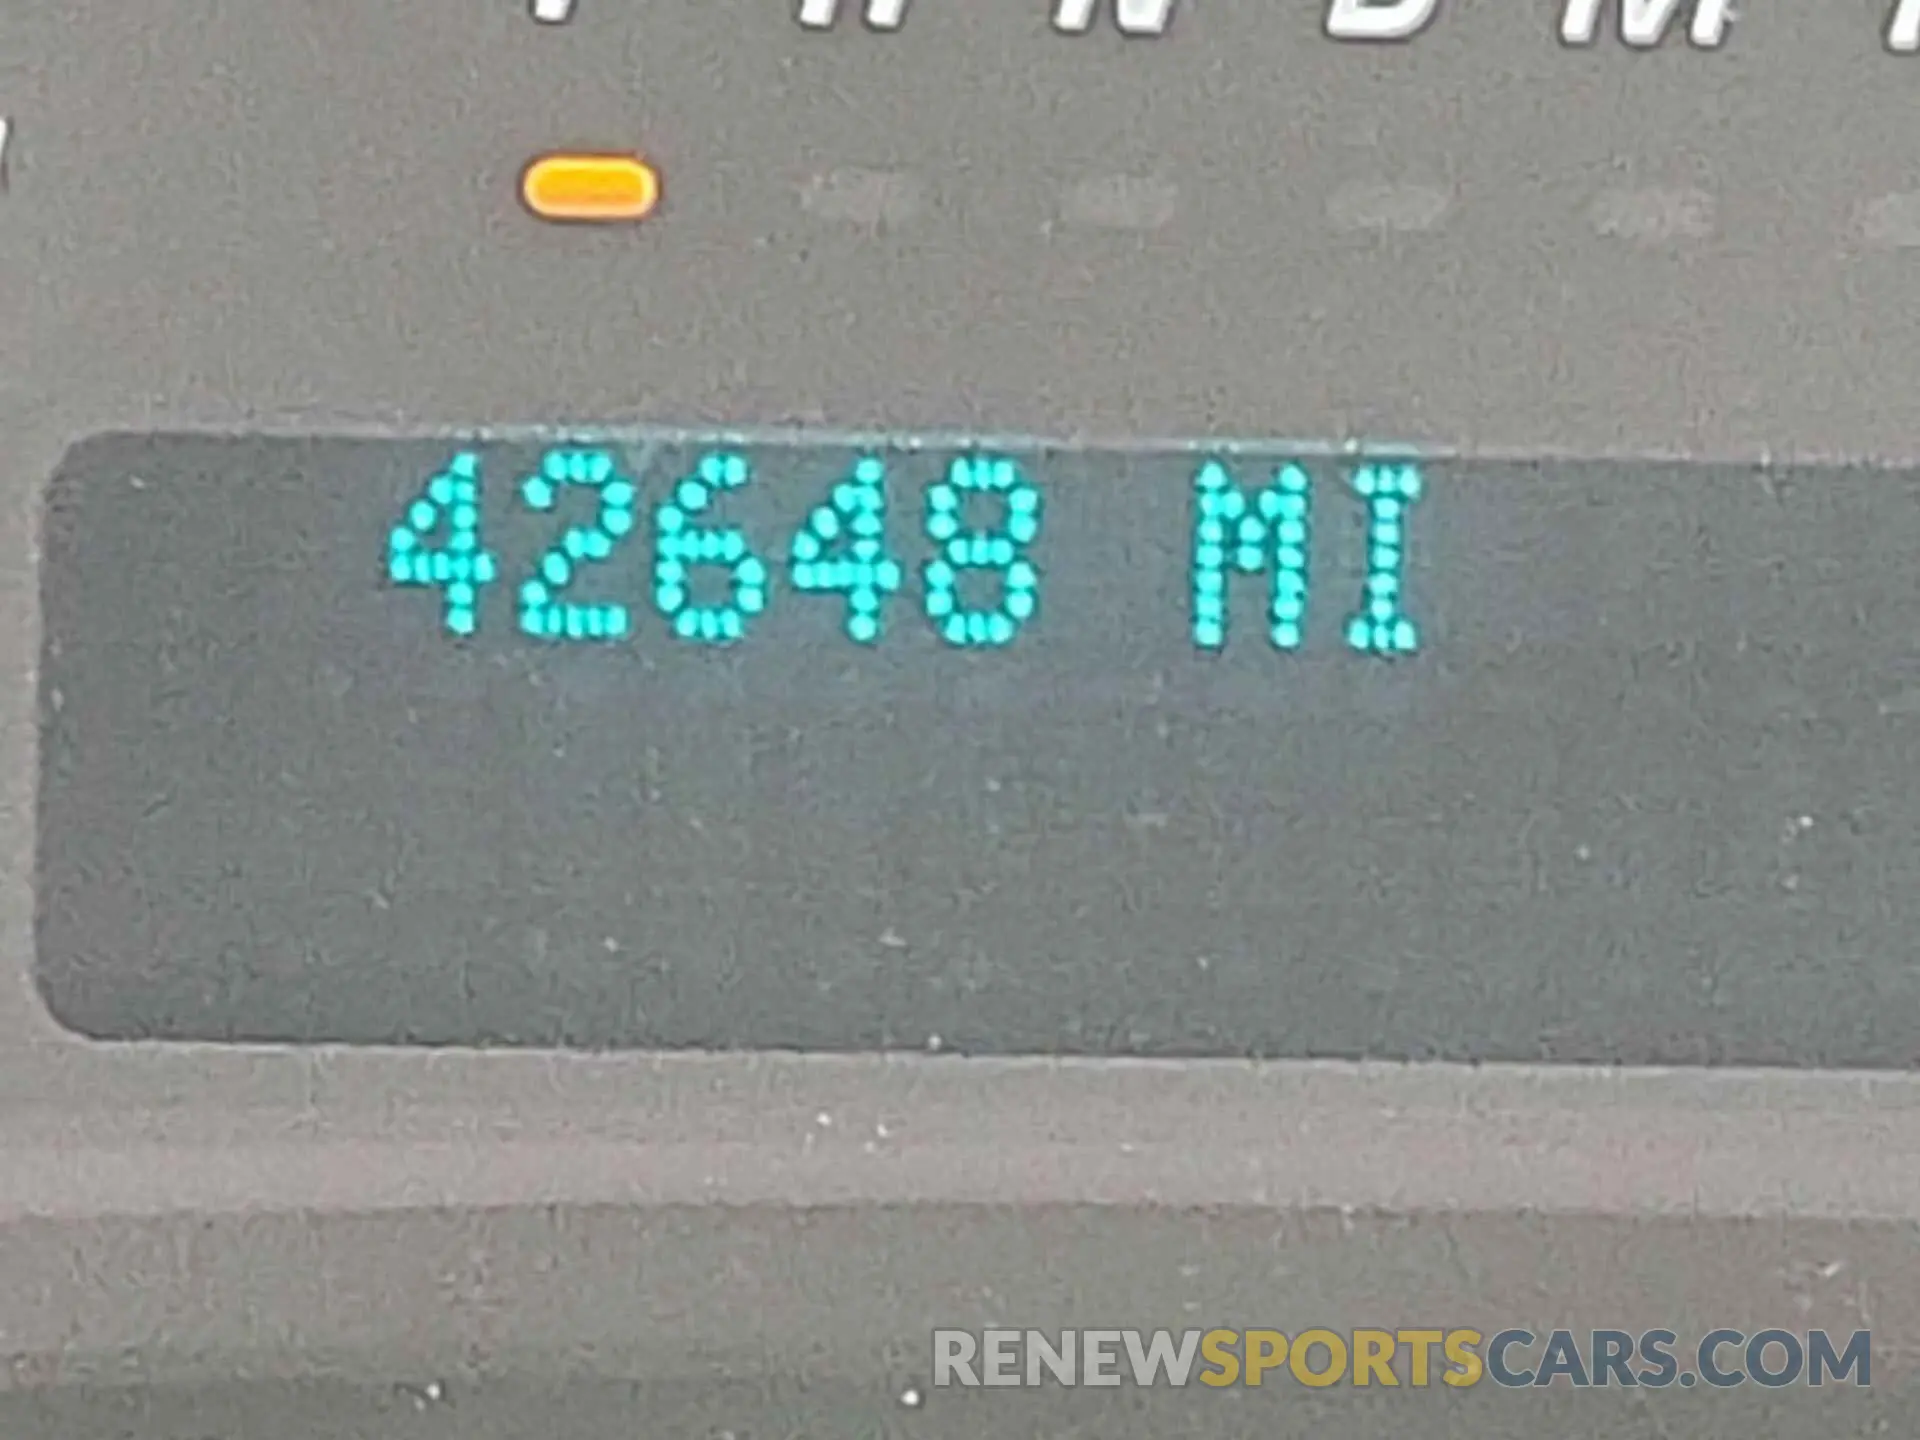 P R N D M
42648 MI
RENEWSPORTSCARS.COM